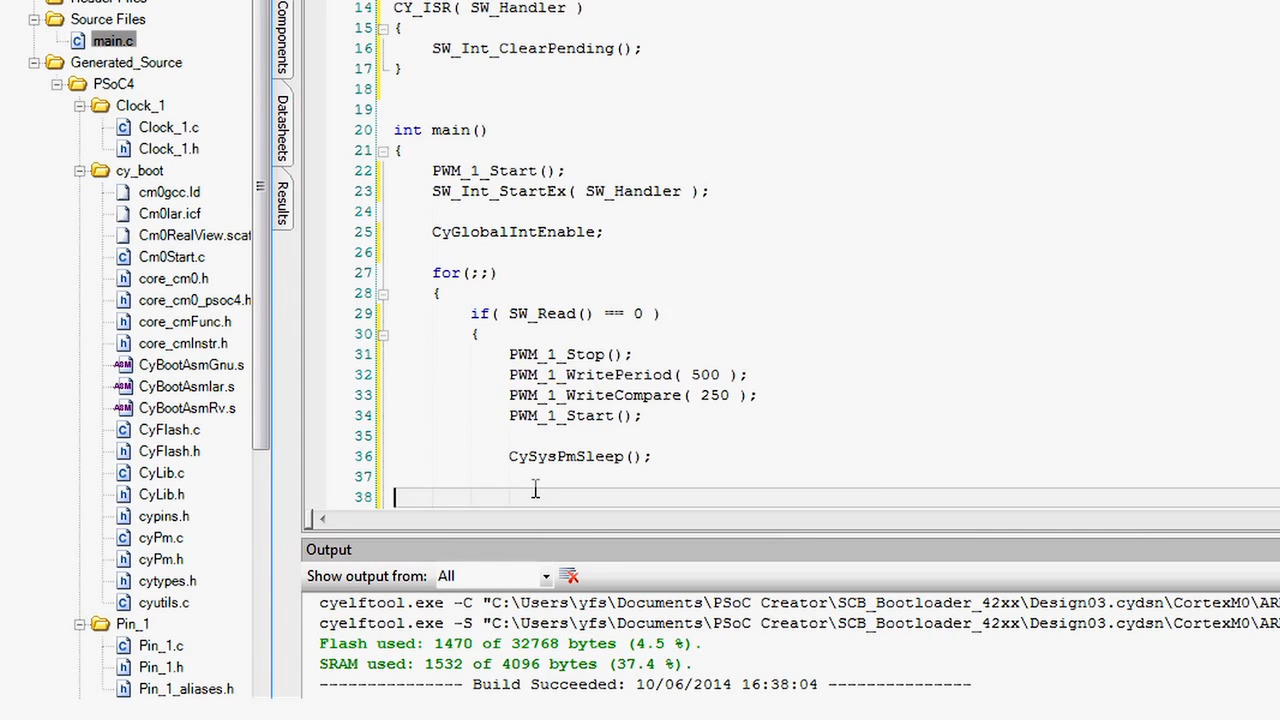 Source Files
main.c
Generated_Source
PSoC4
Clock_1
Clock_1.c
Clock_1.h
cy_boot
cm0gcc.ld
Cm0Iar.icf
Cm0RealView.scat
Cm0Start.c
core_cm0.h
core_cm0_psoc4.h
core_cmFunc.h
core_cmInstr.h
CyBootAsmGnu.s
CyBootAsmIar.s
CyBootAsmRv.s
CyFlash.c
CyFlash.h
CyLib.c
CyLib.h
cypins.h
cyPm.c
cyPm.h
cytypes.h
cyutils.c
Pin_1
Pin_1.c
Pin_1.h
Pin_1_aliases.h
Components
Datasheets
Results
14 CY_ISR( SW_Handler )
15 {
16 SW_Int_ClearPending();
17 }
18
19
20 int main()
21 {
22 PWM_1_Start();
23 SW_Int_StartEx( SW_Handler );
24
25 CyGlobalIntEnable;
26
27 for(;;)
28 {
29 if( SW_Read() == 0 )
30 {
31 PWM_1_Stop();
32 PWM_1_WritePeriod( 500 );
33 PWM_1_WriteCompare( 250 );
34 PWM_1_Start();
35
36 CySysPmSleep();
37
38
Output
Show output from: All
cyelftool.exe -C "C:\Users\yfs\Documents\PSoC Creator\SCB_Bootloader_42xx\Design03.cydsn\CortexM0\AR
cyelftool.exe -S "C:\Users\yfs\Documents\PSoC Creator\SCB_Bootloader_42xx\Design03.cydsn\CortexM0\AR
Flash used: 1470 of 32768 bytes (4.5 %).
SRAM used: 1532 of 4096 bytes (37.4 %).
--------------- Build Succeeded: 10/06/2014 16:38:04 ---------------